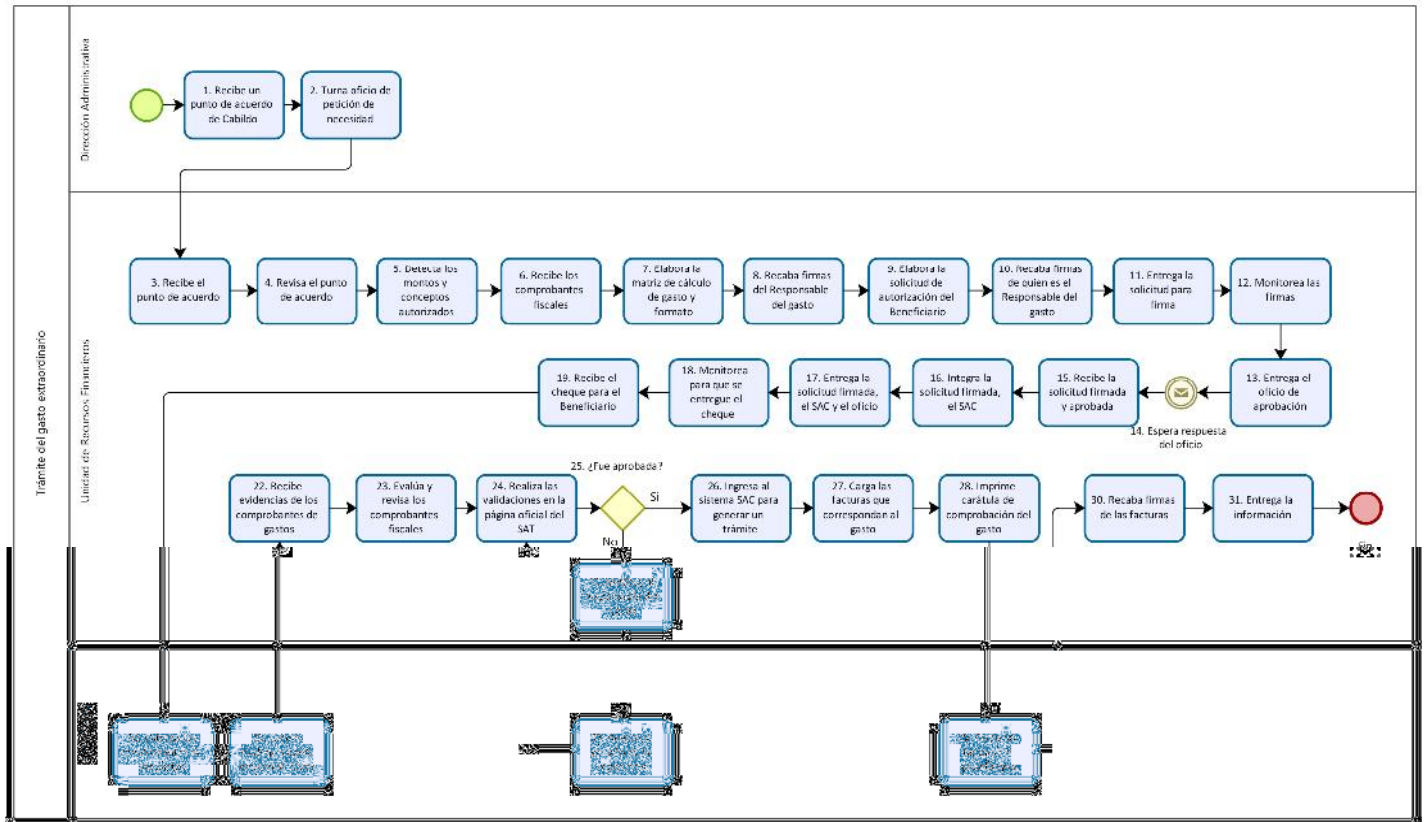 Trámite del gasto extraordinario
Dirección Administrativa
1. Recibe un
punto de acuerdo
de Cabildo
2. Turna oficio de
petición de
necesidad
Unidad de Recursos Financieros
3. Recibe el
punto de acuerdo
4. Revisa el punto
de acuerdo
5. Detecta los
montos y
conceptos
autorizados
6. Recibe los
comprobantes
fiscales
7. Elabora la
matriz de cálculo
de gasto y
formato
8. Recaba firmas
del Responsable
del gasto
9. Elabora la
solicitud de
autorización del
Beneficiario
10. Recaba firmas
de quien es el
Responsable del
gasto
11. Entrega la
solicitud para
firma
12. Monitorea las
firmas
13. Entrega el
oficio de
aprobación
14. Espera respuesta
del oficio
15. Recibe la
solicitud firmada
y aprobada
16. Integra la
solicitud firmada,
el SAC
17. Entrega la
solicitud firmada,
el SAC y el oficio
18. Monitorea
para que se
entregue el
cheque
19. Recibe el
cheque para el
Beneficiario
22. Recibe
evidencias de los
comprobantes de
gastos
23. Evalúa y
revisa los
comprobantes
fiscales
24. Realiza las
validaciones en la
página oficial del
SAT
25. ¿Fue aprobada?
Si
No
26. Ingresa al
sistema SAC para
generar un
trámite
27. Carga las
facturas que
correspondan al
gasto
28. Imprime
carátula de
comprobación del
gasto
30. Recaba firmas
de las facturas
31. Entrega la
información
Fin